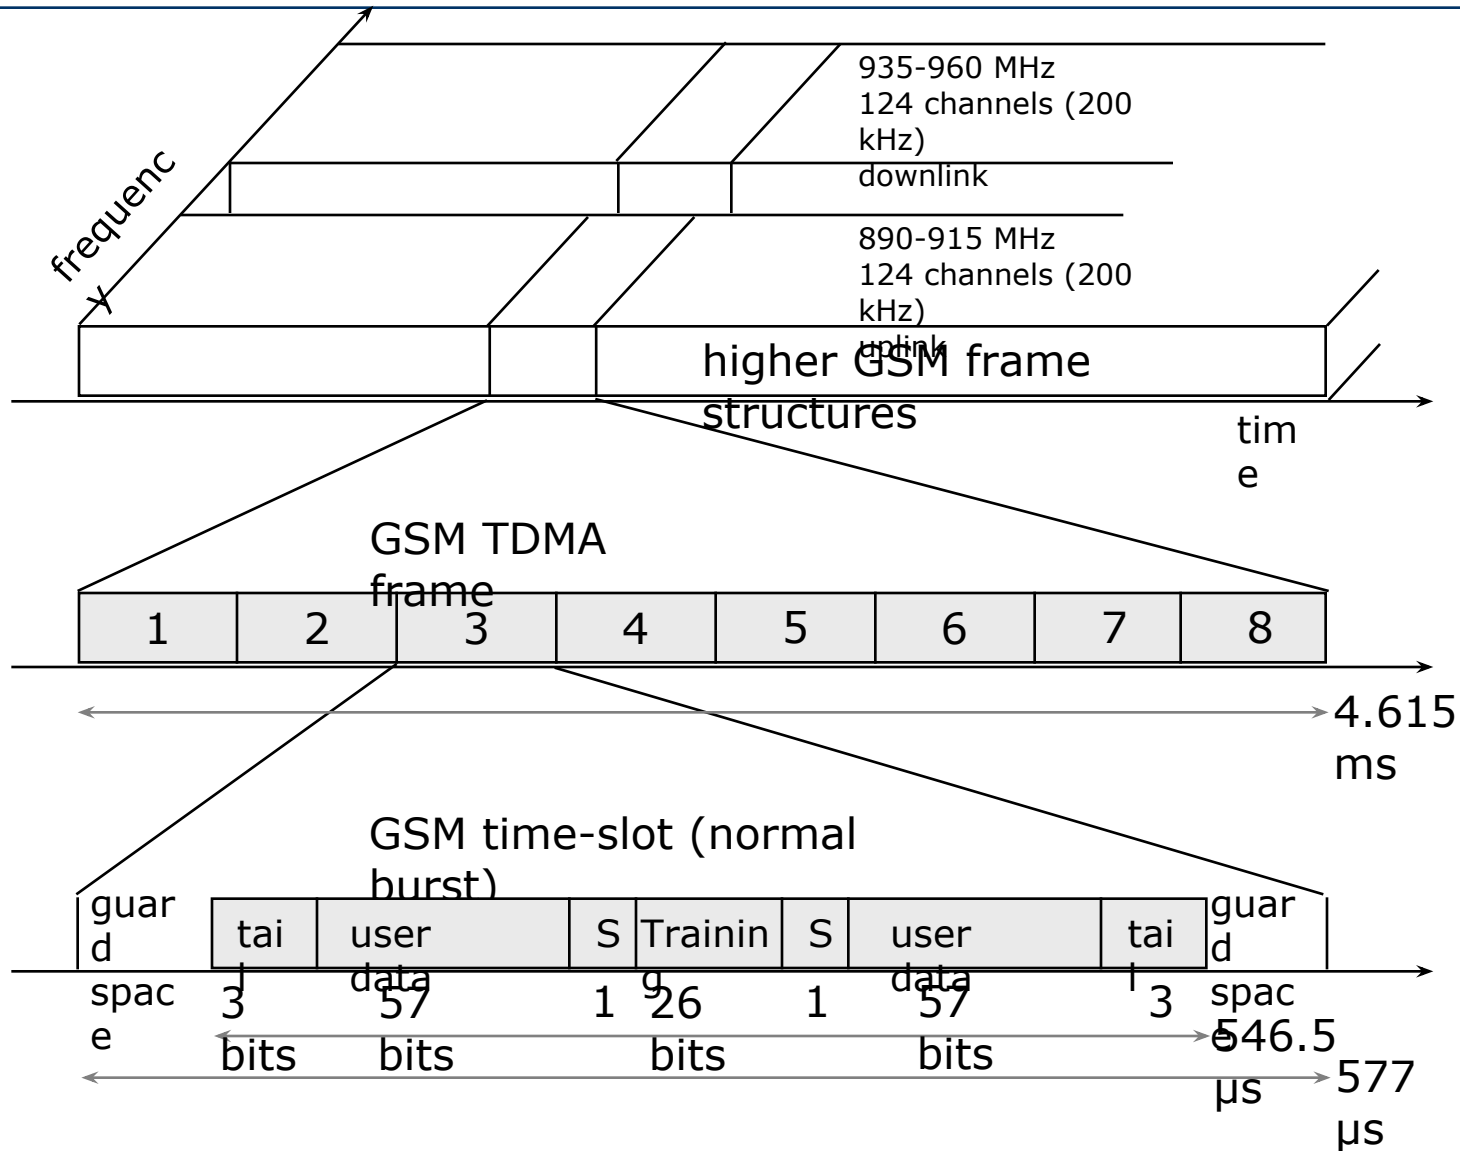 935-960 MHz
124 channels (200
kHz)
downlink
frequenc
y
890-915 MHz
124 channels (200
kHz)
uplink
higher GSM frame
structures
tim
e
GSM TDMA
frame
1 2 3 4 5 6 7 8
4.615
ms
GSM time-slot (normal
burst)
guar
d
spac
e
tai
l
user
data
S
Trainin
g
S
user
data
tai
l
guar
d
spac
e
3
bits
57
bits
1
26
bits
1
57
bits
3
546.5
µs
577
µs